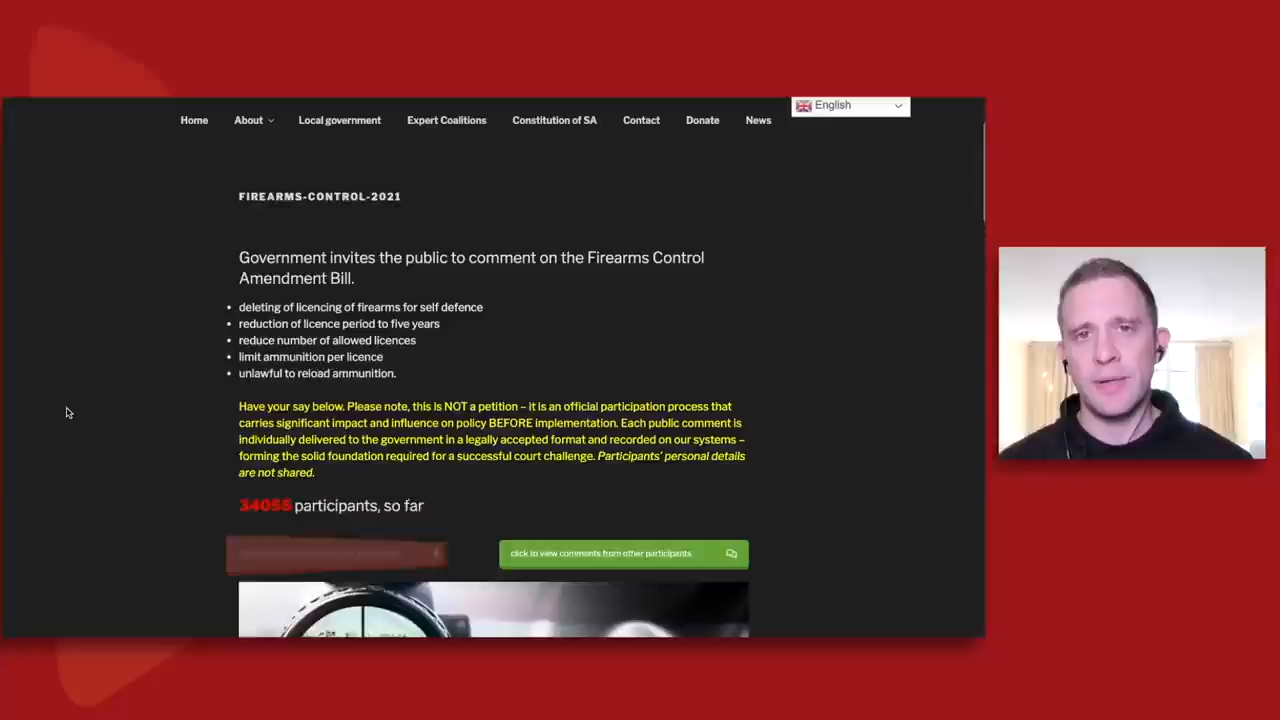 English
Home About Local government Expert Coalitions Constitution of SA Contact Donate News
FIREARMS-CONTROL-2021
Government invites the public to comment on the Firearms Control
Amendment Bill.
• deleting of licencing of firearms for self defence
• reduction of licence period to five years
• reduce number of allowed licences
• limit ammunition per licence
• unlawful to reload ammunition.
Have your say below. Please note, this is NOT a petition – it is an official participation process that
carries significant impact and influence on policy BEFORE implementation. Each public comment is
individually delivered to the government in a legally accepted format and recorded on our systems –
forming the solid foundation required for a successful court challenge. Participants’ personal details
are not shared.
participants, so far
click to view comments from other participants